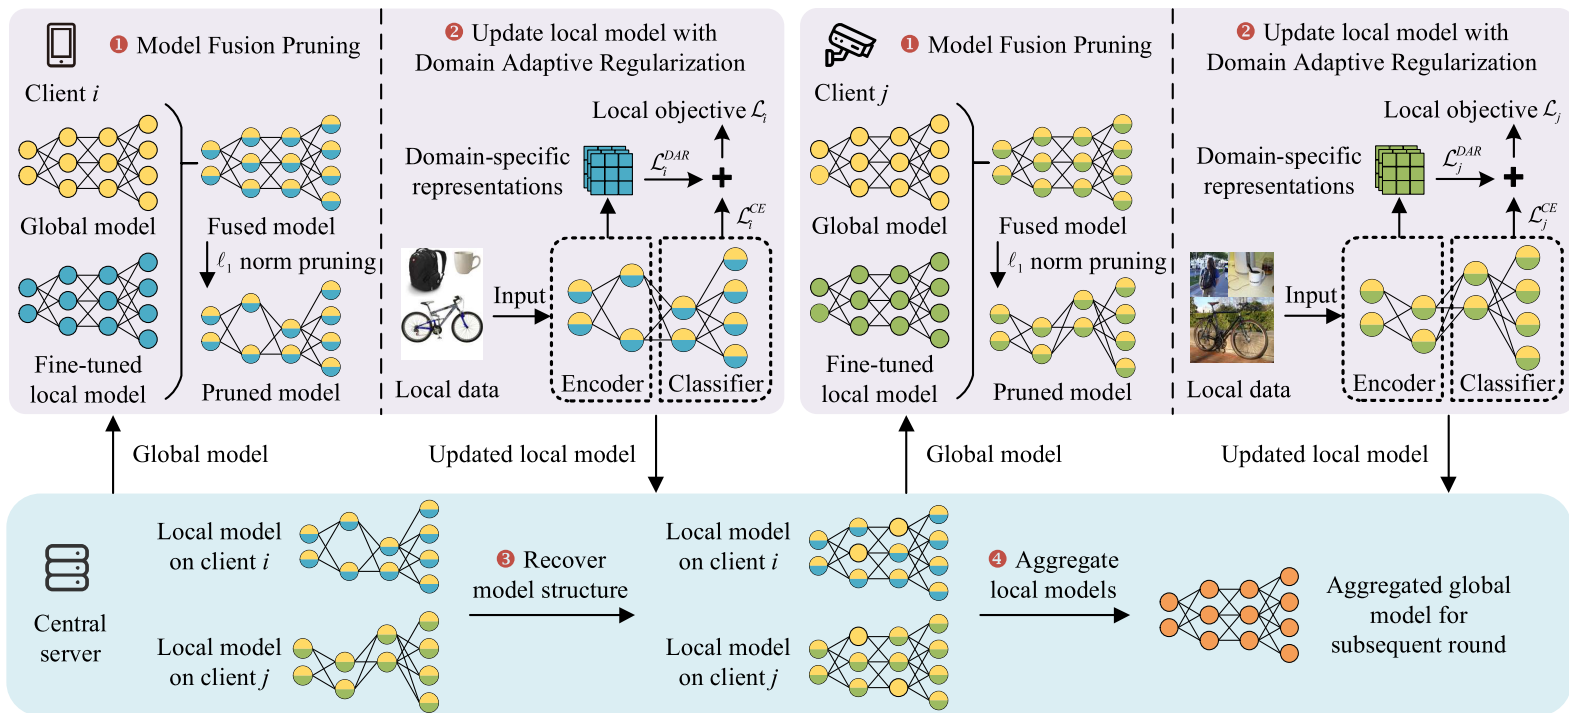 ❶ Model Fusion Pruning
Client i
Global model
Fused model
ℓ₁ norm pruning
Fine-tuned
local model
Pruned model
❷ Update local model with
Domain Adaptive Regularization
Local objective ℒᵢ
Domain-specific
representations
ℒᵢᴰᴬᴿ
ℒᵢᶜᴱ
Input
Local data
Encoder
Classifier
❶ Model Fusion Pruning
Client j
Global model
Fused model
ℓ₁ norm pruning
Fine-tuned
local model
Pruned model
❷ Update local model with
Domain Adaptive Regularization
Local objective ℒⱼ
Domain-specific
representations
ℒⱼᴰᴬᴿ
ℒⱼᶜᴱ
Input
Local data
Encoder
Classifier
Global model
Updated local model
Global model
Updated local model
Central
server
Local model
on client i
Local model
on client j
❸ Recover
model structure
Local model
on client i
Local model
on client j
❹ Aggregate
local models
Aggregated global
model for
subsequent round